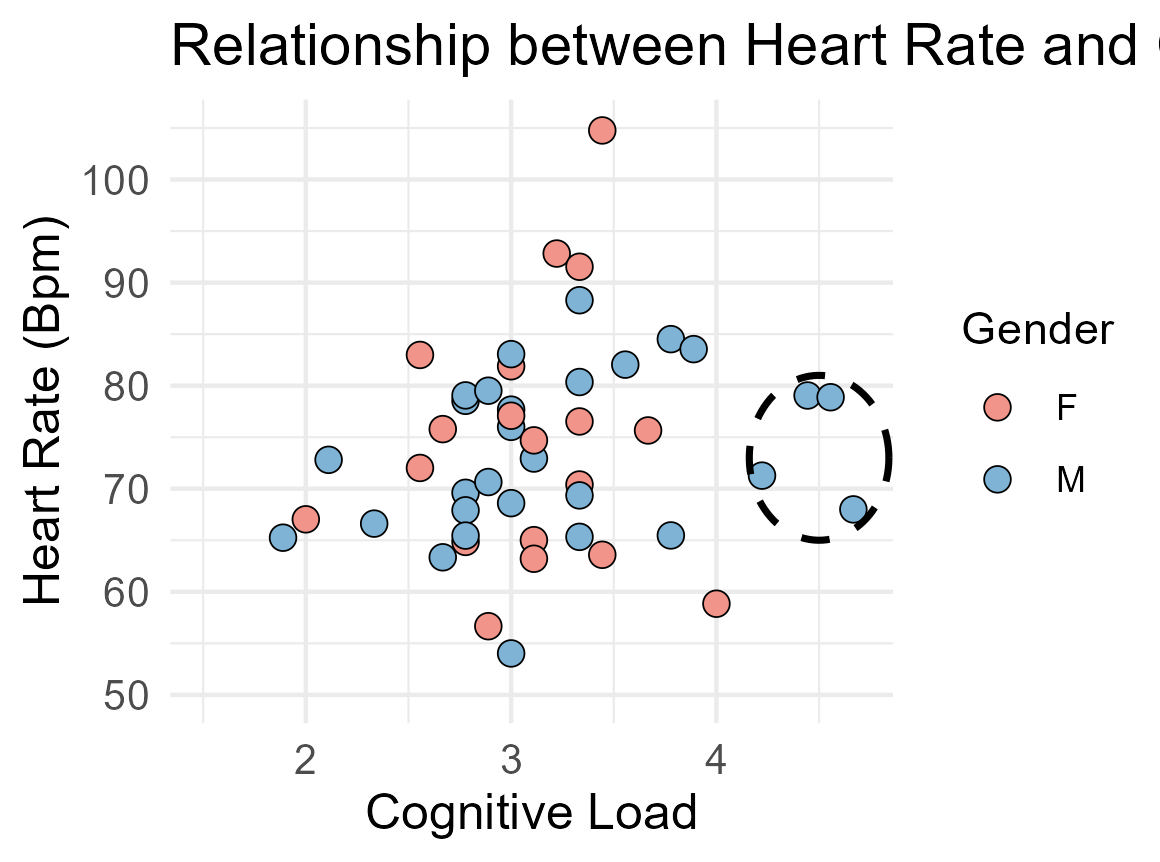 Relationship between Heart Rate and
100
90
80
70
60
50
Heart Rate (Bpm)
2 3 4
Cognitive Load
Gender
F
M